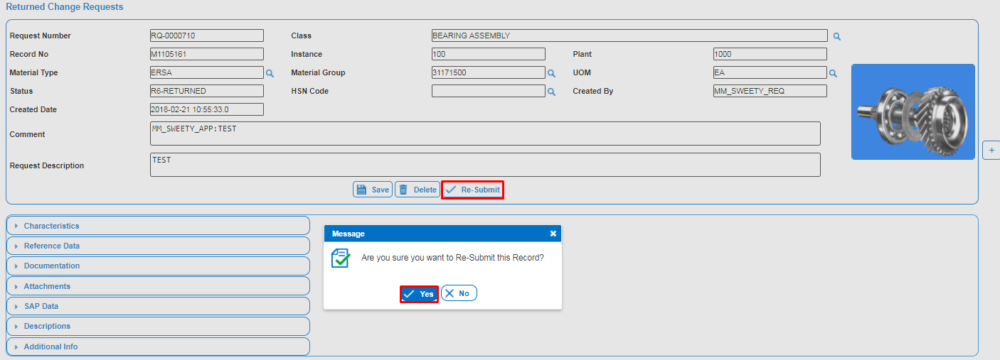 Returned Change Requests
Request Number RQ-0000710 Class BEARING ASSEMBLY
Record No M1105161 Instance 100 Plant 1000
Material Type ERSA Material Group 31171500 UOM EA
Status R6-RETURNED HSN Code Created By MM_SWEETY_REQ
Created Date 2018-02-21 10:55:33.0
Comment MM_SWEETY_APP:TEST
Request Description TEST
+
Save Delete Re-Submit
Characteristics
Reference Data
Documentation
Attachments
SAP Data
Descriptions
Additional Info
Message
Are you sure you want to Re-Submit this Record?
Yes No